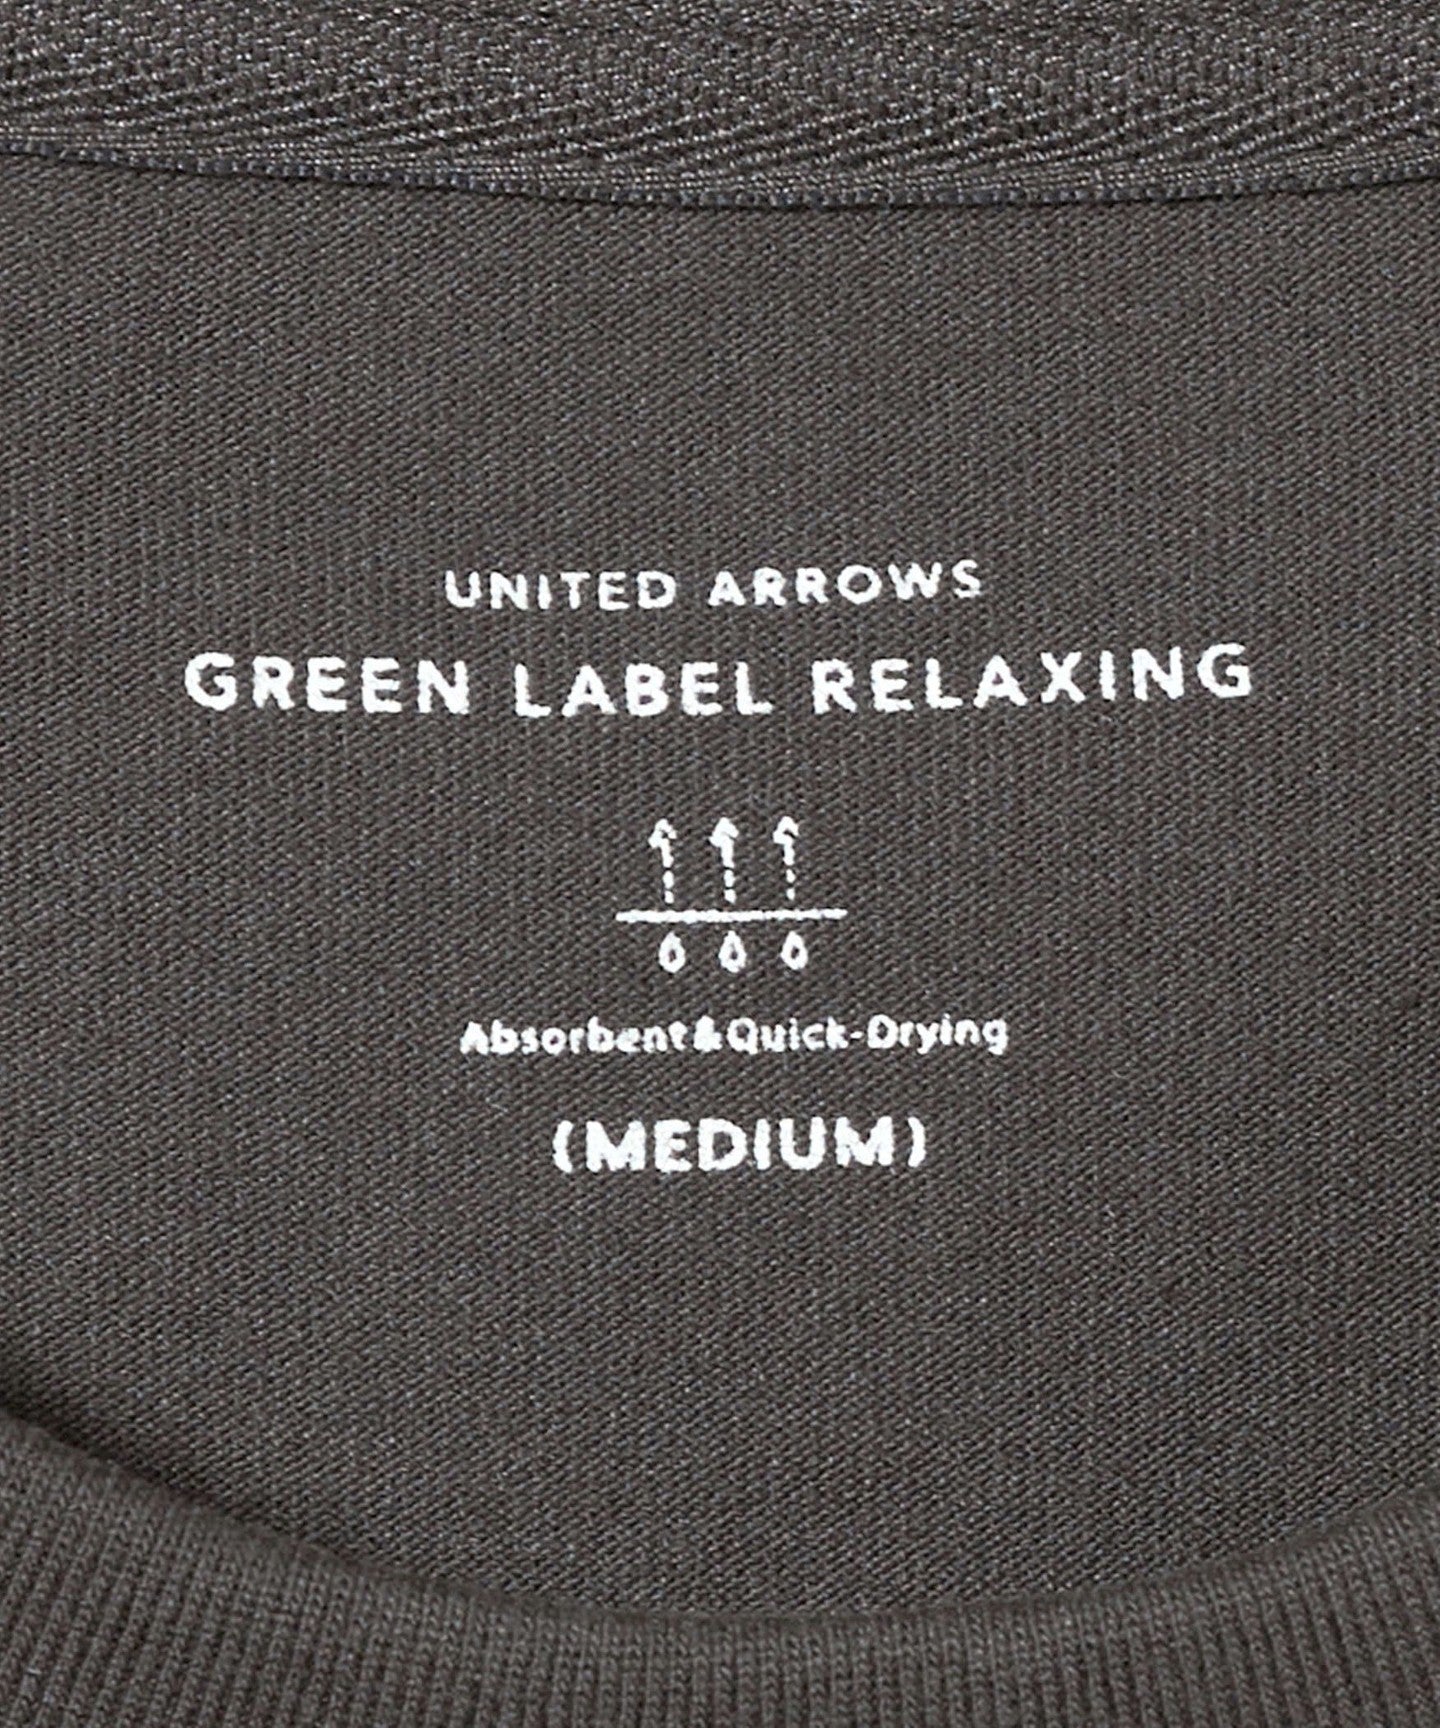 UNITED ARROWS
GREEN LABEL RELAXING
Absorbent&Quick-Drying
(MEDIUM)